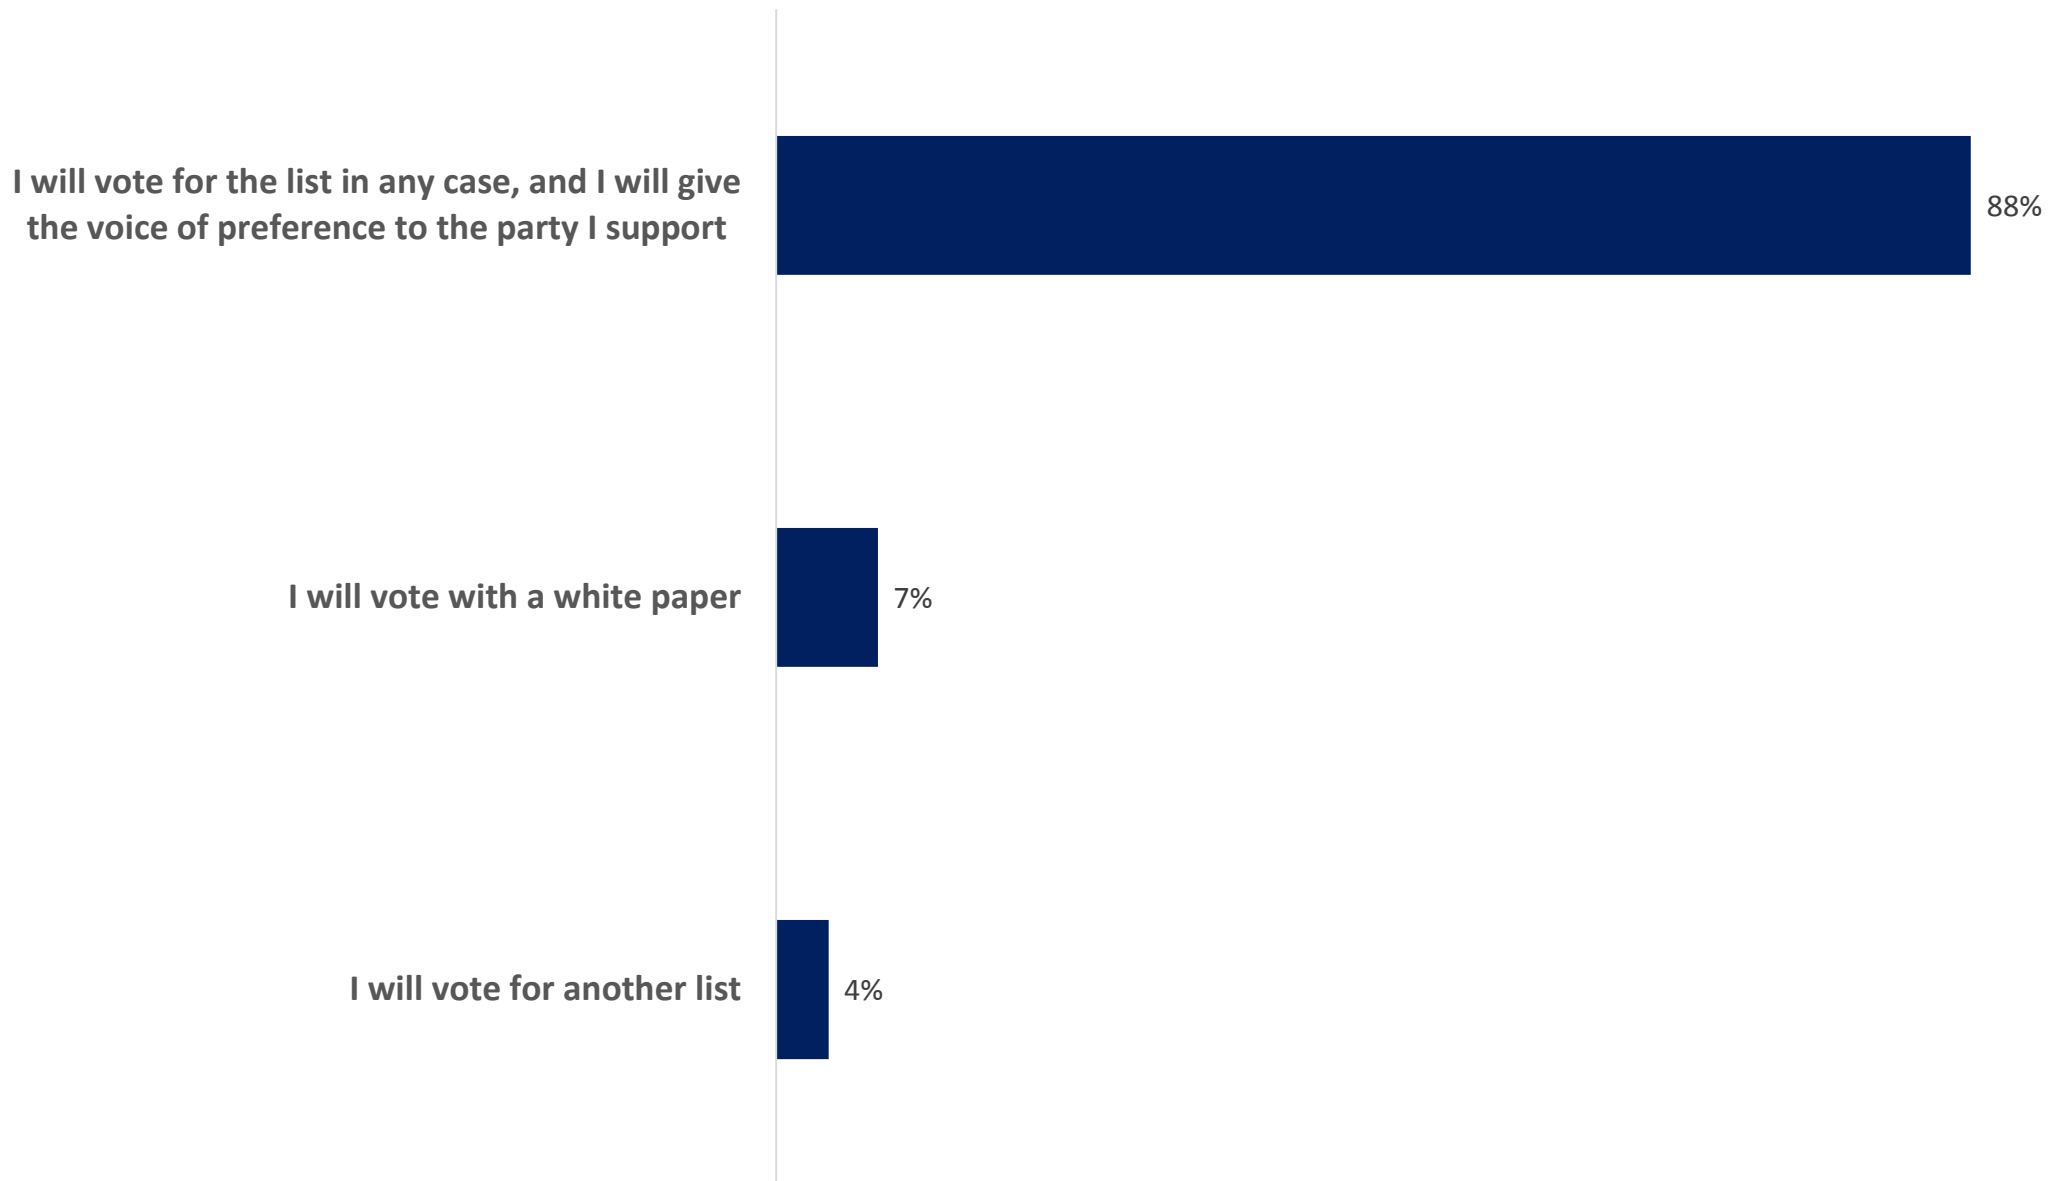 I will vote for the list in any case, and I will give
the voice of preference to the party I support
88%
I will vote with a white paper
7%
I will vote for another list
4%